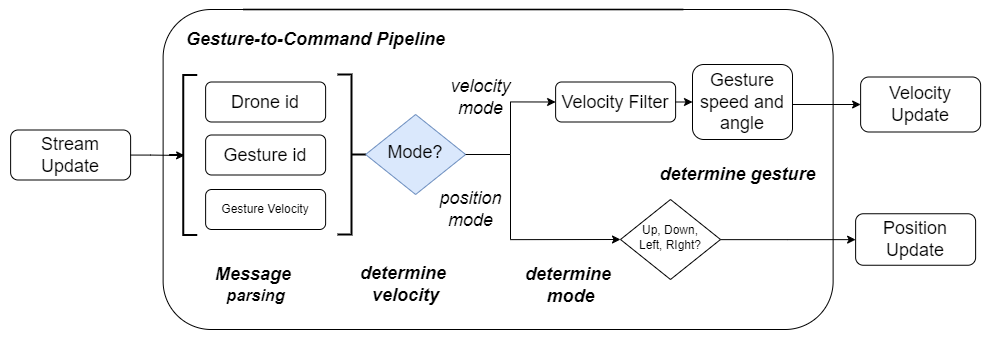 Gesture-to-Command Pipeline
Stream
Update
Drone id
Gesture id
Gesture Velocity
Message
parsing
Mode?
determine
velocity
velocity
mode
position
mode
determine
mode
Velocity Filter
Gesture
speed and
angle
determine gesture
Up, Down,
Left, RIght?
Velocity
Update
Position
Update